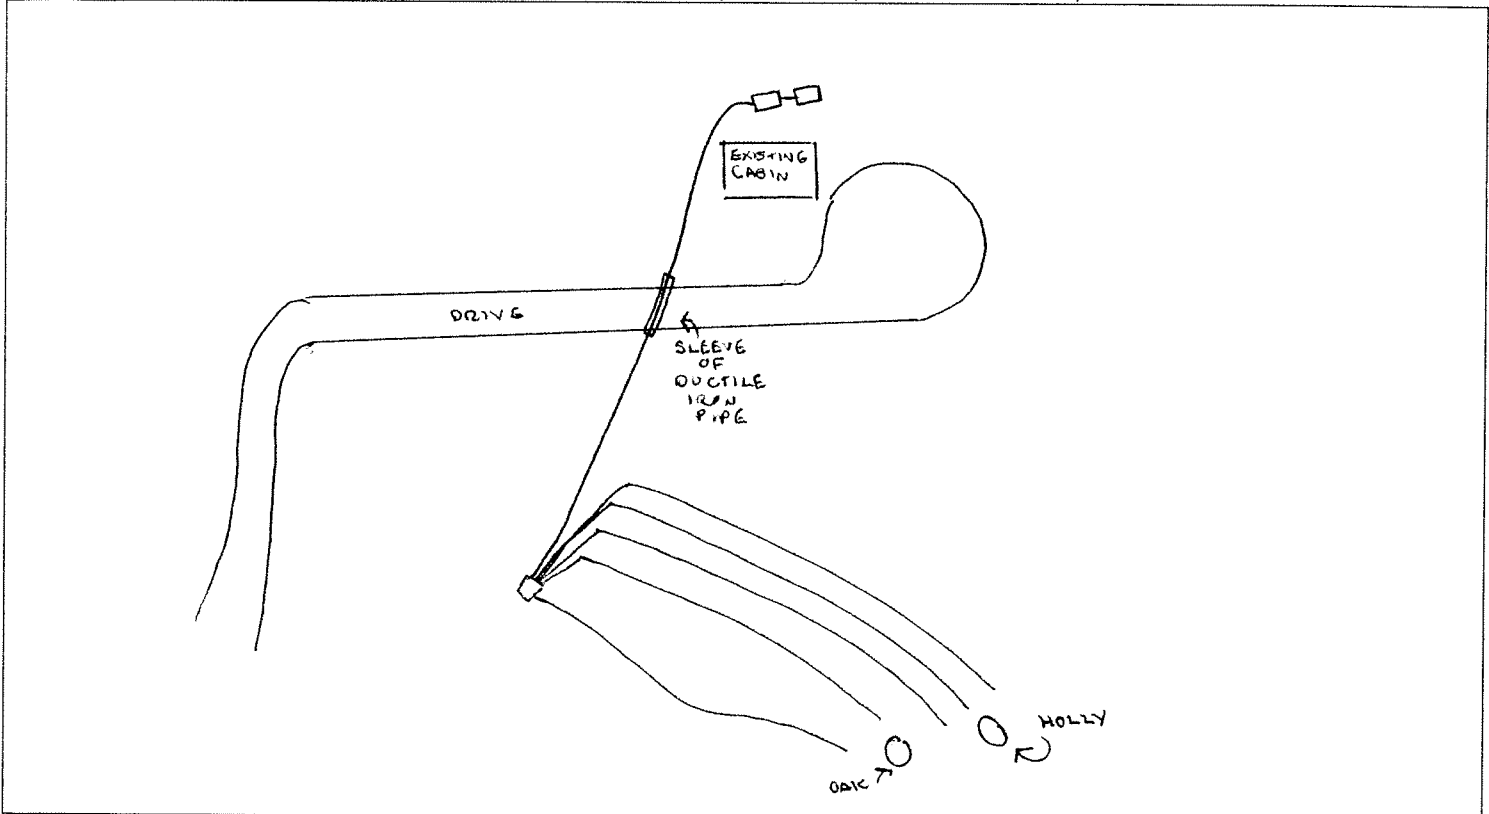 EXISTING
CABIN
DRIVE
SLEEVE
OF
DUCTILE
IRON
PIPE
HOLLY
OAK